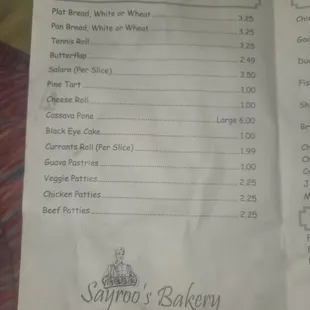 Plat Bread, White or Wheat 3.25
Pan Bread, White or Wheat 3.25
Tennis Roll 3.25
Butterflap 2.49
Salara (Per Slice) 3.50
Pine Tart 1.00
Cheese Roll 1.00
Cassava Pone Large 6.00
Black Eye Cake 1.00
Currants Roll (Per Slice) 1.99
Guava Pastries 1.00
Veggie Patties 2.25
Chicken Patties 2.25
Beef Patties 2.25
Sayroo's Bakery